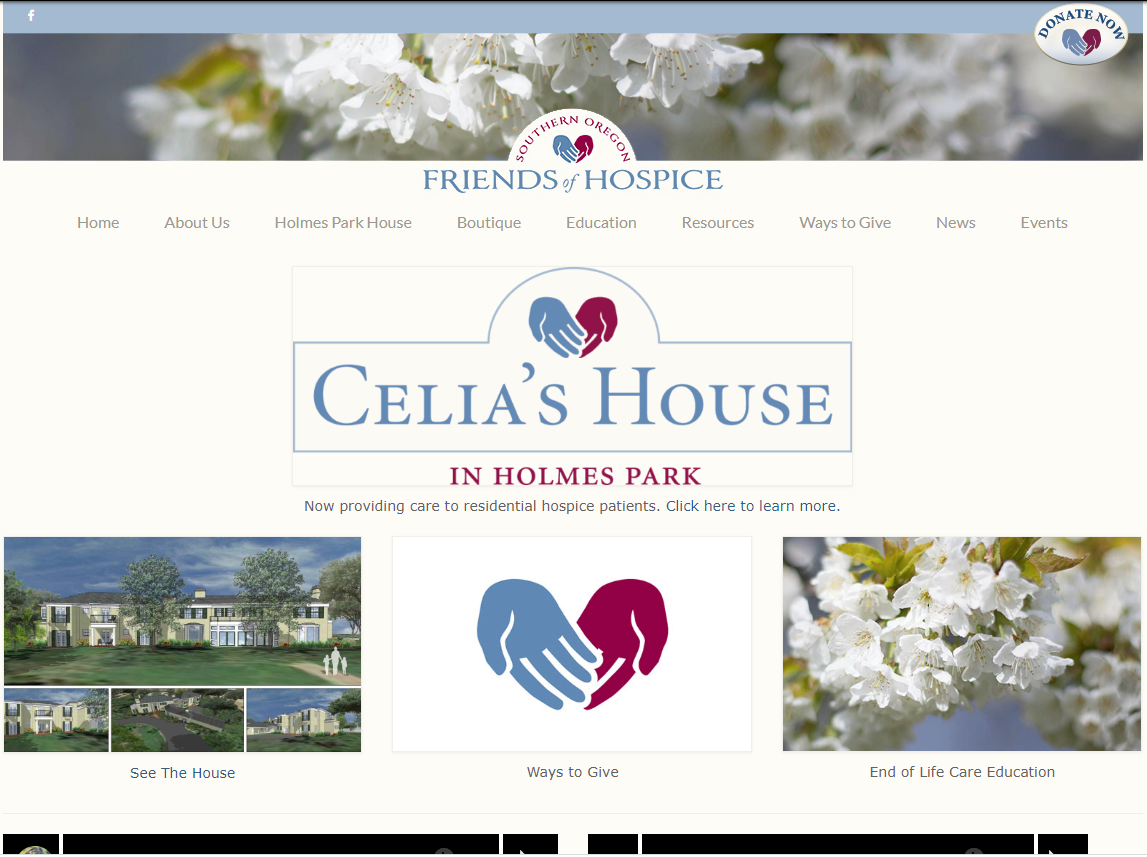 f
DONATE NOW
SOUTHERN OREGON
FRIENDS of HOSPICE
Home About Us Holmes Park House Boutique Education Resources Ways to Give News Events
CELIA'S HOUSE
IN HOLMES PARK
Now providing care to residential hospice patients. Click here to learn more.
See The House Ways to Give End of Life Care Education